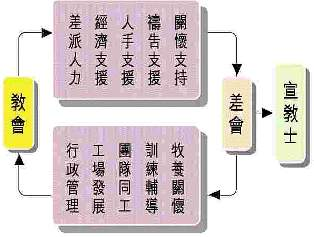 關懷支持
禱告支援
人手支援
經濟支援
差派人力
教會
差會
宣教士
牧養關懷
訓練輔導
團隊同工
工場發展
行政管理